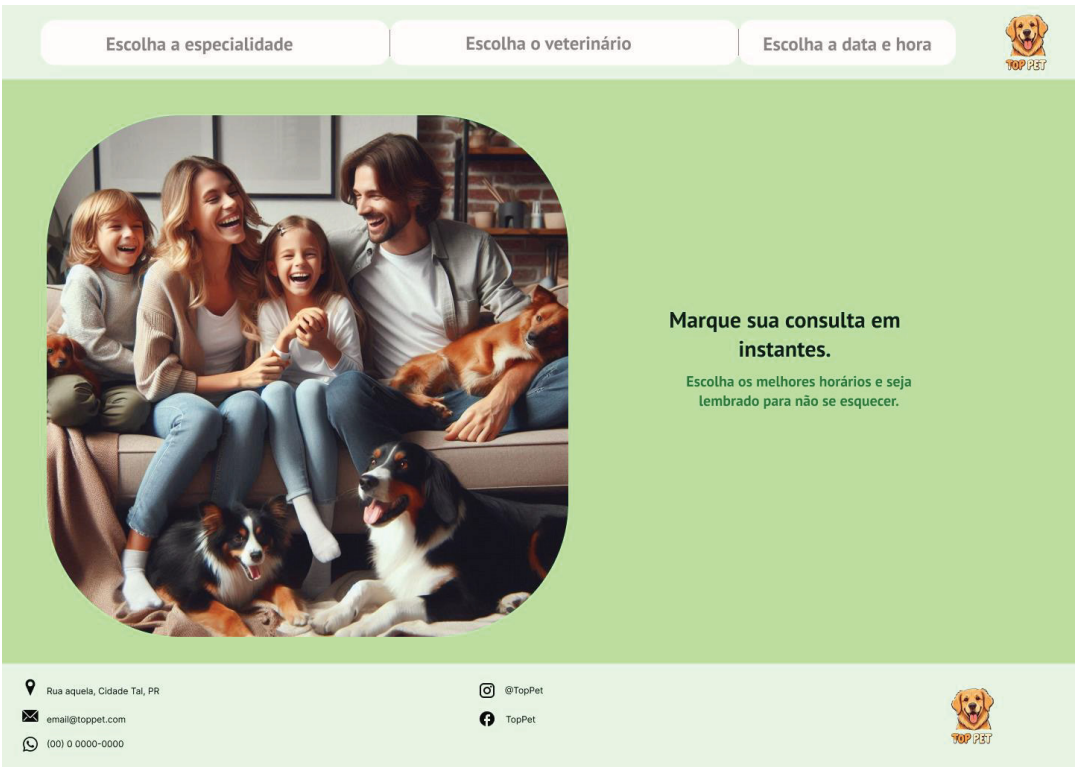 Escolha a especialidade
Escolha o veterinário
Escolha a data e hora
TOP PET
Marque sua consulta em
instantes.
Escolha os melhores horários e seja
lembrado para não se esquecer.
Rua aquela, Cidade Tal, PR
@TopPet
email@toppet.com
TopPet
(00) 0 0000-0000
TOP PET